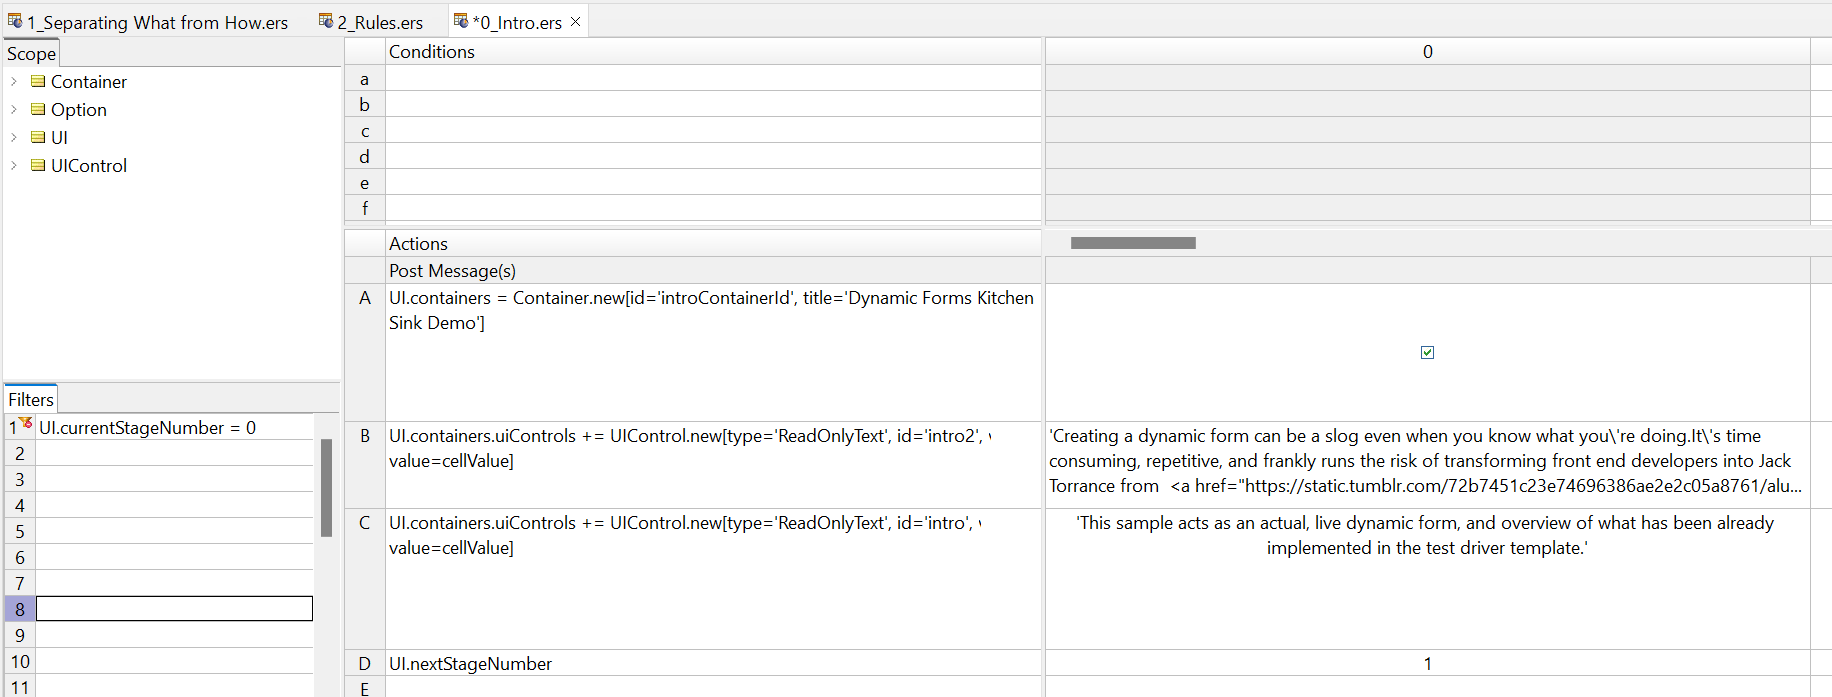 1_Separating What from How.ers
2_Rules.ers
*0_Intro.ers
Scope
Container
Option
UI
UIControl
Filters
1 UI.currentStageNumber = 0
2
3
4
5
6
7
8
9
10
11
Conditions
0
a
b
c
d
e
f
Actions
Post Message(s)
A
UI.containers = Container.new[id='introContainerId', title='Dynamic Forms Kitchen
Sink Demo']
B
UI.containers.uiControls += UIControl.new[type='ReadOnlyText', id='intro2',
value=cellValue]
'Creating a dynamic form can be a slog even when you know what you\'re doing.It\'s time
consuming, repetitive, and frankly runs the risk of transforming front end developers into Jack
Torrance from <a href="https://static.tumblr.com/72b7451c23e74696386ae2e2c05a8761/alu...
C
UI.containers.uiControls += UIControl.new[type='ReadOnlyText', id='intro',
value=cellValue]
'This sample acts as an actual, live dynamic form, and overview of what has been already
implemented in the test driver template.'
D
UI.nextStageNumber
1
E